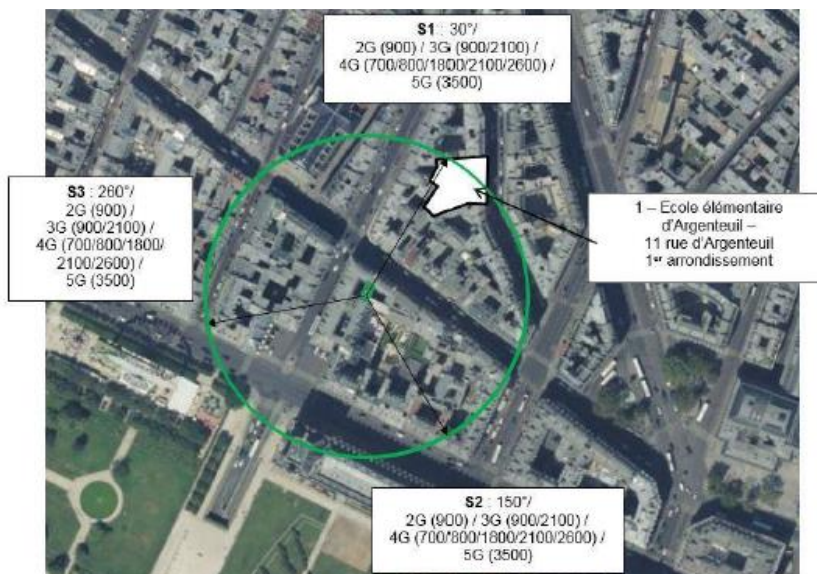 S1 : 30°/
2G (900) / 3G (900/2100) /
4G (700/800/1800/2100/2600) /
5G (3500)
S3 : 260°/
2G (900) /
3G (900/2100) /
4G (700/800/1800/
2100/2600) /
5G (3500)
1 – Ecole élémentaire
d'Argenteuil –
11 rue d'Argenteuil
1er arrondissement
S2 : 150°/
2G (900) / 3G (900/2100) /
4G (700/800/1800/2100/2600) /
5G (3500)